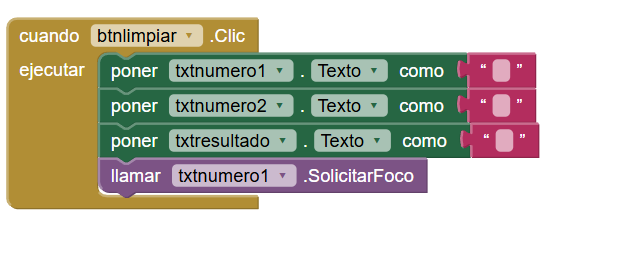 cuando btnlimpiar .Clic
ejecutar poner txtnumero1 . Texto como “ ”
poner txtnumero2 . Texto como “ ”
poner txtresultado . Texto como “ ”
llamar txtnumero1 .SolicitarFoco